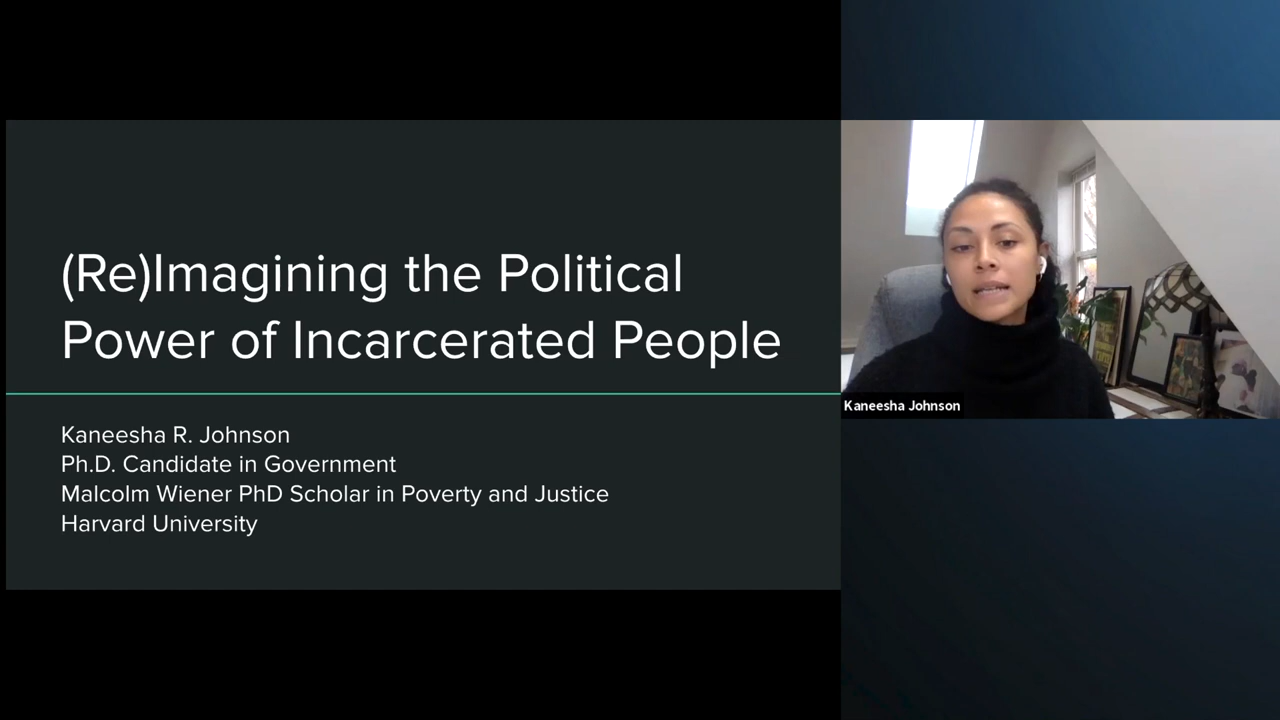 (Re)Imagining the Political
Power of Incarcerated People
Kaneesha R. Johnson
Ph.D. Candidate in Government
Malcolm Wiener PhD Scholar in Poverty and Justice
Harvard University
Kaneesha Johnson